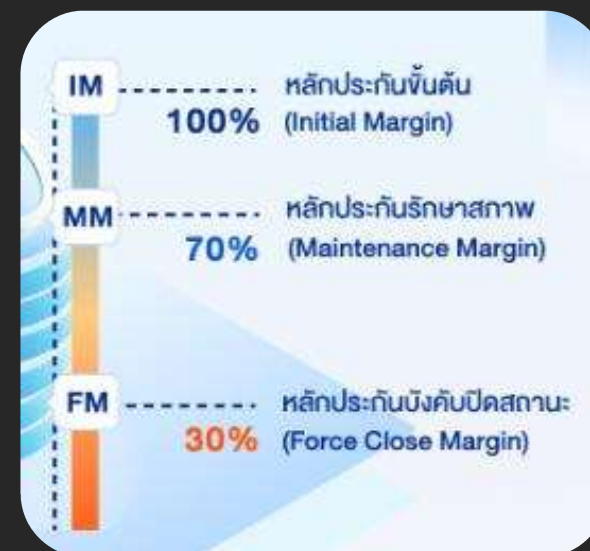 IM
หลักประกันขั้นต้น
100% (Initial Margin)
MM
หลักประกันรักษาสภาพ
70% (Maintenance Margin)
FM
หลักประกันบังคับปิดสถานะ
30% (Force Close Margin)